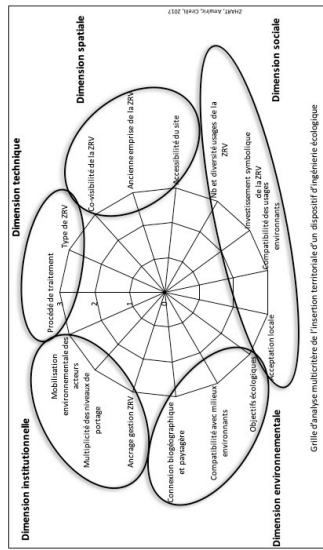 Dimension technique
Dimension institutionnelle
Dimension spatiale
Procédé de traitement
Type de ZRV
Co-visibilité de la ZRV
Ancienne emprise de la ZRV
Accessibilité du site
Nb et diversité usages de la
ZRV
Investissement symbolique
de la ZRV
Compatibilité des usages
environnants
Acceptation locale
Objectifs écologiques
Compatibilité avec milieux
environnants
Connexion biogéographique
et paysagère
Ancrage gestion ZRV
Multiplicité des niveaux de
portage
Mobilisation
environnementale des
acteurs
3
2
1
0
Dimension environnementale
Dimension sociale
Grille d'analyse multicritère de l'insertion territoriale d'un dispositif d'ingénierie écologique
ZHART, Amalric, Cirelli, 2017